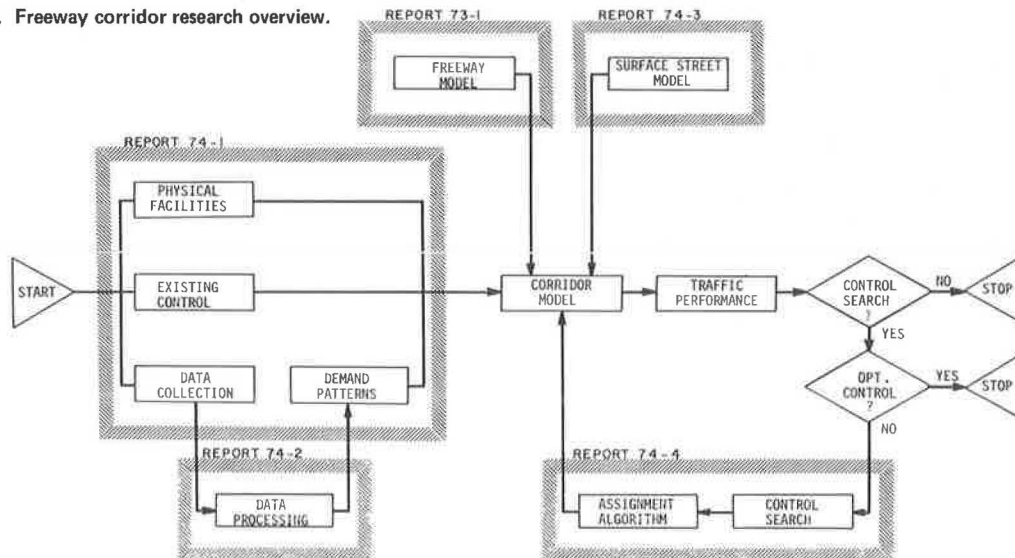 . Freeway corridor research overview.
REPORT 73-1
REPORT 74-3
FREEWAY
MODEL
SURFACE STREET
MODEL
REPORT 74-1
PHYSICAL
FACILITIES
START
EXISTING
CONTROL
CORRIDOR
MODEL
TRAFFIC
PERFORMANCE
CONTROL
SEARCH
?
NO
STOP
YES
DATA
COLLECTION
DEMAND
PATTERNS
OPT.
CONTROL
?
YES
STOP
NO
REPORT 74-2
REPORT 74-4
DATA
PROCESSING
ASSIGNMENT
ALGORITHM
CONTROL
SEARCH